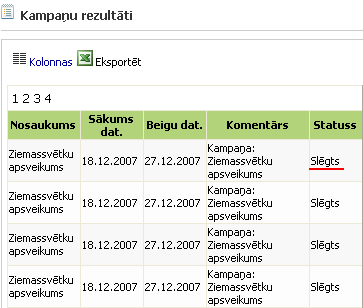 Kampaņu rezultāti
Kolonnas Eksportēt
1 2 3 4
Nosaukums Sākums dat. Beigu dat. Komentārs Statuss
Ziemassvētku apsveikums 18.12.2007 27.12.2007 Kampaņa: Ziemassvētku apsveikums Slēgts
Ziemassvētku apsveikums 18.12.2007 27.12.2007 Kampaņa: Ziemassvētku apsveikums Slēgts
Ziemassvētku apsveikums 18.12.2007 27.12.2007 Kampaņa: Ziemassvētku apsveikums Slēgts
Ziemassvētku apsveikums 18.12.2007 27.12.2007 Kampaņa: Ziemassvētku apsveikums Slēgts